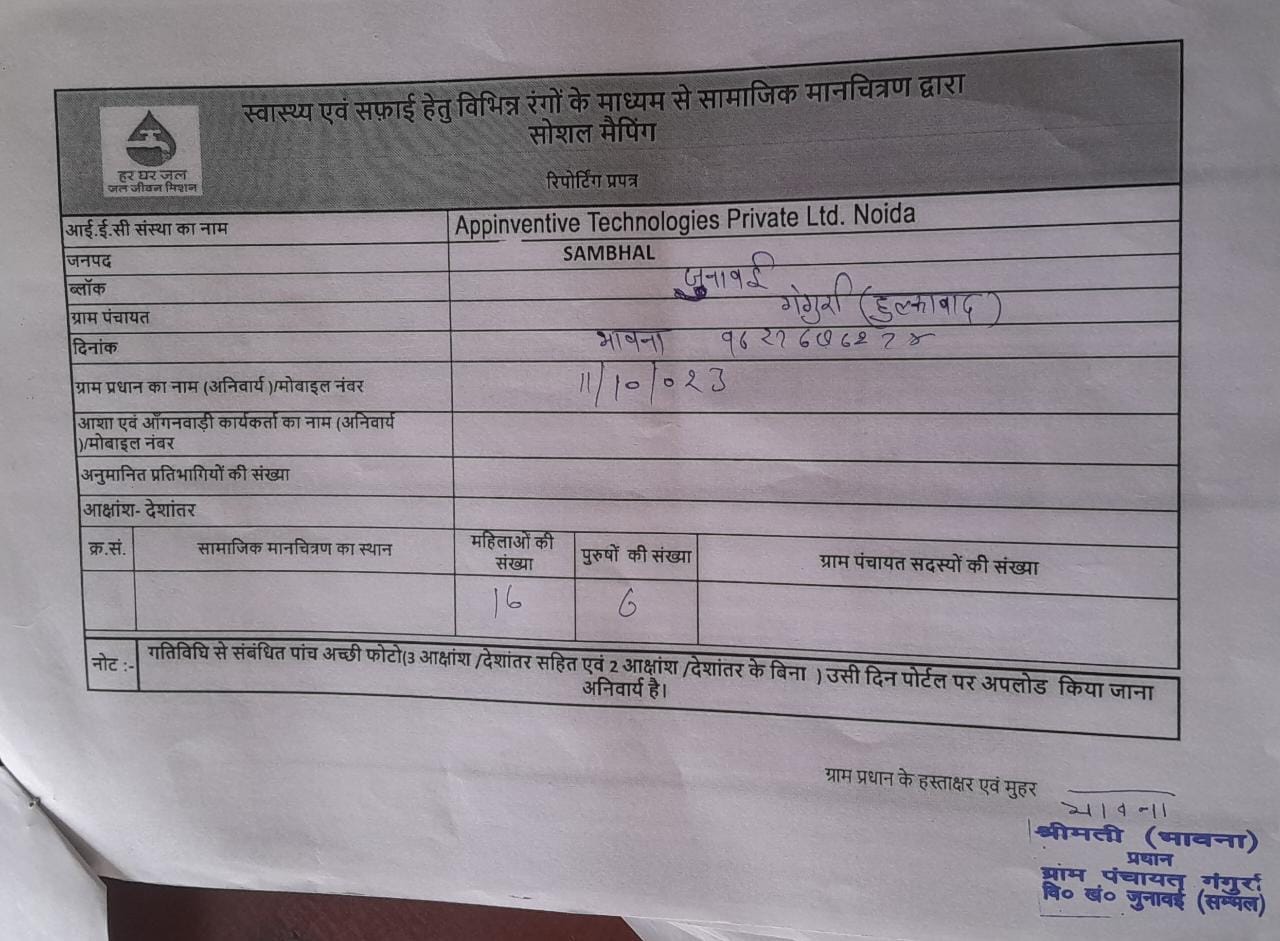 स्वास्थ्य एवं सफ़ाई हेतु विभिन्न रंगों के माध्यम से सामाजिक मानचित्रण द्वारा
सोशल मैपिंग
रिपोर्टिंग प्रपत्र
हर घर जल
जल जीवन मिशन
आई.ई.सी संस्था का नाम Appinventive Technologies Private Ltd. Noida
जनपद SAMBHAL
ब्लॉक जुनावई
ग्राम पंचायत गंगुर्रा (हुल्काबाद)
दिनांक भावना
ग्राम प्रधान का नाम (अनिवार्य )/मोबाइल नंबर 11/10/023
आशा एवं आँगनवाड़ी कार्यकर्ता का नाम (अनिवार्य
)/मोबाइल नंबर
अनुमानित प्रतिभागियों की संख्या
आक्षांश- देशांतर
क्र.सं. सामाजिक मानचित्रण का स्थान महिलाओं की संख्या पुरुषों की संख्या ग्राम पंचायत सदस्यों की संख्या
16 6
नोट :- गतिविधि से संबंधित पांच अच्छी फोटो(3 आक्षांश /देशांतर सहित एवं 2 आक्षांश /देशांतर के बिना ) उसी दिन पोर्टल पर अपलोड किया जाना
अनिवार्य है।
ग्राम प्रधान के हस्ताक्षर एवं मुहर
भावना
श्रीमती (भावना)
प्रधान
ग्राम पंचायत गंगुर्रा
वि० खं० जुनावई (सम्भल)